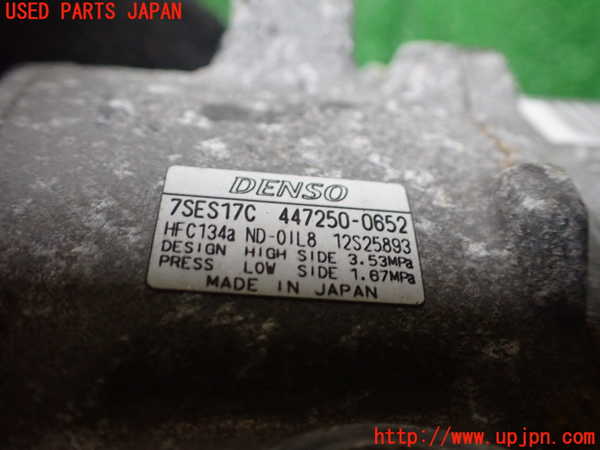 USED PARTS JAPAN
DENSO
7SES17C 447250-0652
HFC134a ND-OIL8 12S25893
DESIGN HIGH SIDE 3.53MPa
PRESS LOW SIDE 1.67MPa
MADE IN JAPAN
http://www.upjpn.com/